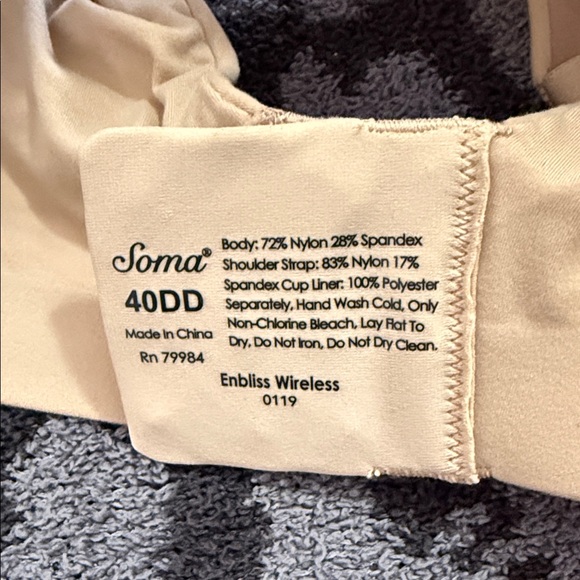 Soma®
40DD
Made In China
Rn 79984
Body: 72% Nylon 28% Spandex
Shoulder Strap: 83% Nylon 17%
Spandex Cup Liner: 100% Polyester
Separately, Hand Wash Cold, Only
Non-Chlorine Bleach, Lay Flat To
Dry, Do Not Iron, Do Not Dry Clean.
Enbliss Wireless
0119